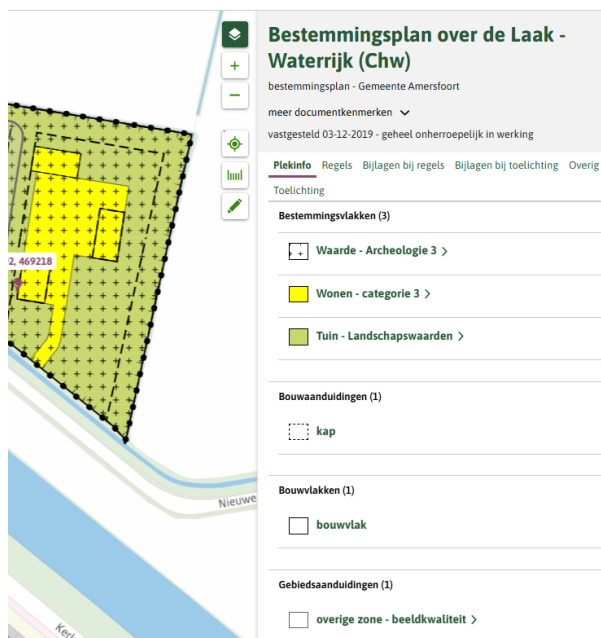 Bestemmingsplan over de Laak -
Waterrijk (Chw)
bestemmingsplan - Gemeente Amersfoort
meer documentkenmerken
vastgesteld 03-12-2019 - geheel onherroepelijk in werking
Plekinfo Regels Bijlagen bij regels Bijlagen bij toelichting Overig
Toelichting
Bestemmingsvlakken (3)
Waarde - Archeologie 3 >
Wonen - categorie 3 >
Tuin - Landschapswaarden >
Bouwaanduidingen (1)
kap
Bouwvlakken (1)
bouwvlak
Gebiedsaanduidingen (1)
overige zone - beeldkwaliteit >
2, 469218
Nieuwe
Kerk